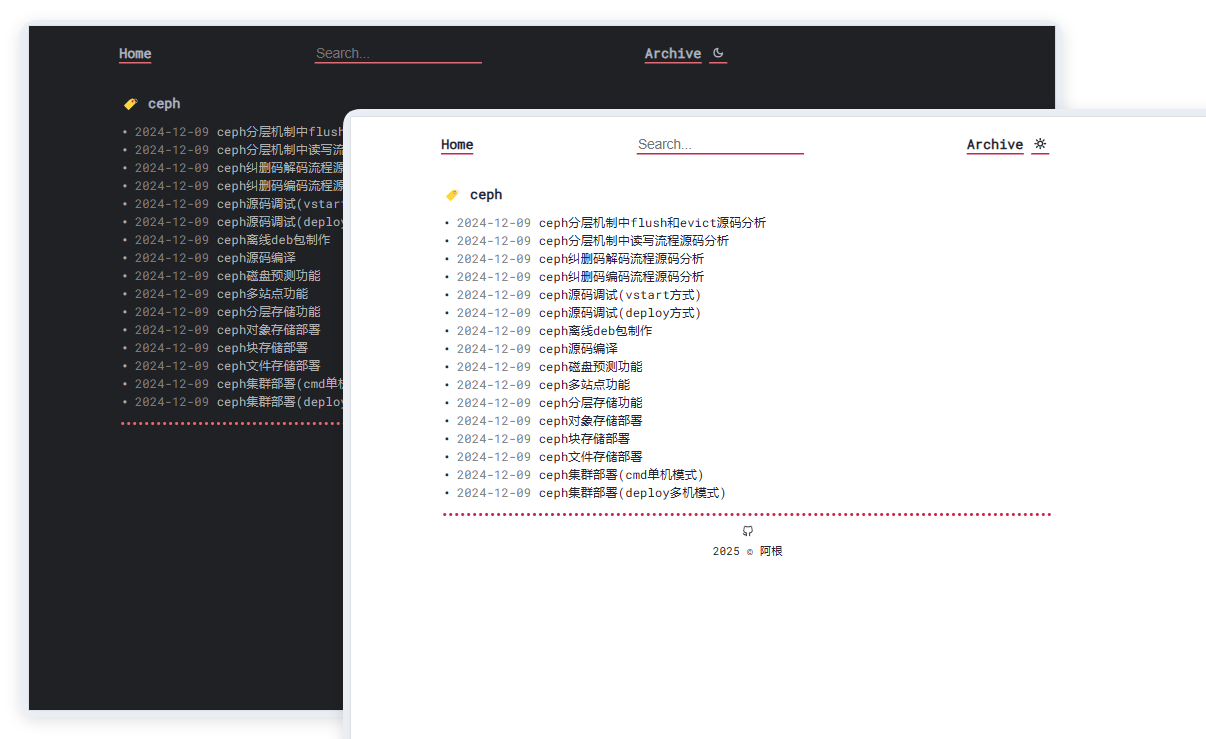 Home Search... Archive
ceph
• 2024-12-09 ceph分层机制中flush
• 2024-12-09 ceph分层机制中读写流
• 2024-12-09 ceph纠删码解码流程源
• 2024-12-09 ceph纠删码编码流程源
• 2024-12-09 ceph源码调试(vstart
• 2024-12-09 ceph源码调试(deploy
• 2024-12-09 ceph离线deb包制作
• 2024-12-09 ceph源码编译
• 2024-12-09 ceph磁盘预测功能
• 2024-12-09 ceph多站点功能
• 2024-12-09 ceph分层存储功能
• 2024-12-09 ceph对象存储部署
• 2024-12-09 ceph块存储部署
• 2024-12-09 ceph文件存储部署
• 2024-12-09 ceph集群部署(cmd单机
• 2024-12-09 ceph集群部署(deploy
Home Search... Archive
ceph
• 2024-12-09 ceph分层机制中flush和evict源码分析
• 2024-12-09 ceph分层机制中读写流程源码分析
• 2024-12-09 ceph纠删码解码流程源码分析
• 2024-12-09 ceph纠删码编码流程源码分析
• 2024-12-09 ceph源码调试(vstart方式)
• 2024-12-09 ceph源码调试(deploy方式)
• 2024-12-09 ceph离线deb包制作
• 2024-12-09 ceph源码编译
• 2024-12-09 ceph磁盘预测功能
• 2024-12-09 ceph多站点功能
• 2024-12-09 ceph分层存储功能
• 2024-12-09 ceph对象存储部署
• 2024-12-09 ceph块存储部署
• 2024-12-09 ceph文件存储部署
• 2024-12-09 ceph集群部署(cmd单机模式)
• 2024-12-09 ceph集群部署(deploy多机模式)
2025 © 阿根